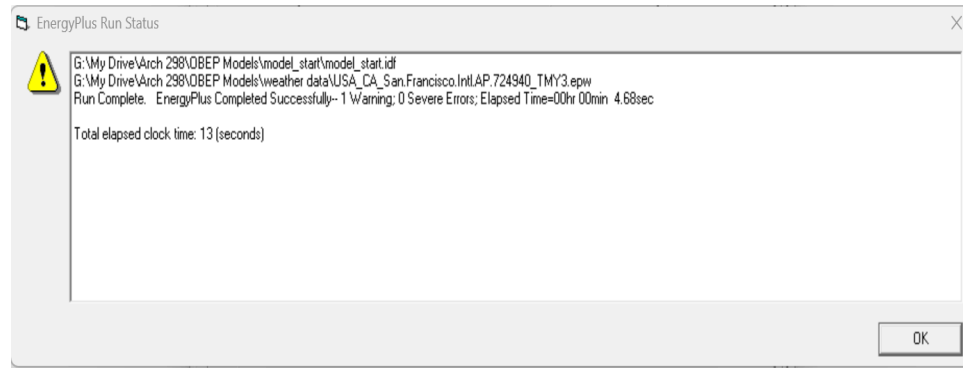 EnergyPlus Run Status
G:\My Drive\Arch 298\OBEP Models\model_start\model_start.idf
G:\My Drive\Arch 298\OBEP Models\weather data\USA_CA_San.Francisco.Intl.AP.724940_TMY3.epw
Run Complete.   EnergyPlus Completed Successfully-- 1 Warning; 0 Severe Errors; Elapsed Time=00hr 00min  4.68sec
Total elapsed clock time: 13 (seconds)
OK